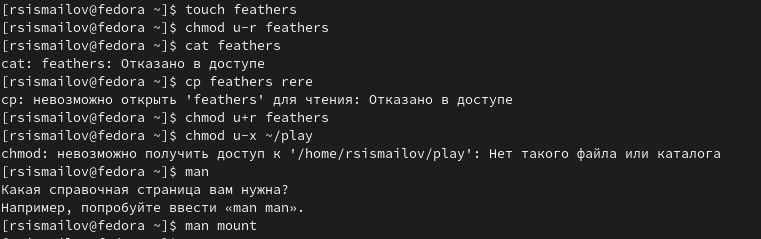 [rsismailov@fedora ~]$ touch feathers
[rsismailov@fedora ~]$ chmod u-r feathers
[rsismailov@fedora ~]$ cat feathers
cat: feathers: Отказано в доступе
[rsismailov@fedora ~]$ cp feathers rere
cp: невозможно открыть 'feathers' для чтения: Отказано в доступе
[rsismailov@fedora ~]$ chmod u+r feathers
[rsismailov@fedora ~]$ chmod u-x ~/play
chmod: невозможно получить доступ к '/home/rsismailov/play': Нет такого файла или каталога
[rsismailov@fedora ~]$ man
Какая справочная страница вам нужна?
Например, попробуйте ввести «man man».
[rsismailov@fedora ~]$ man mount